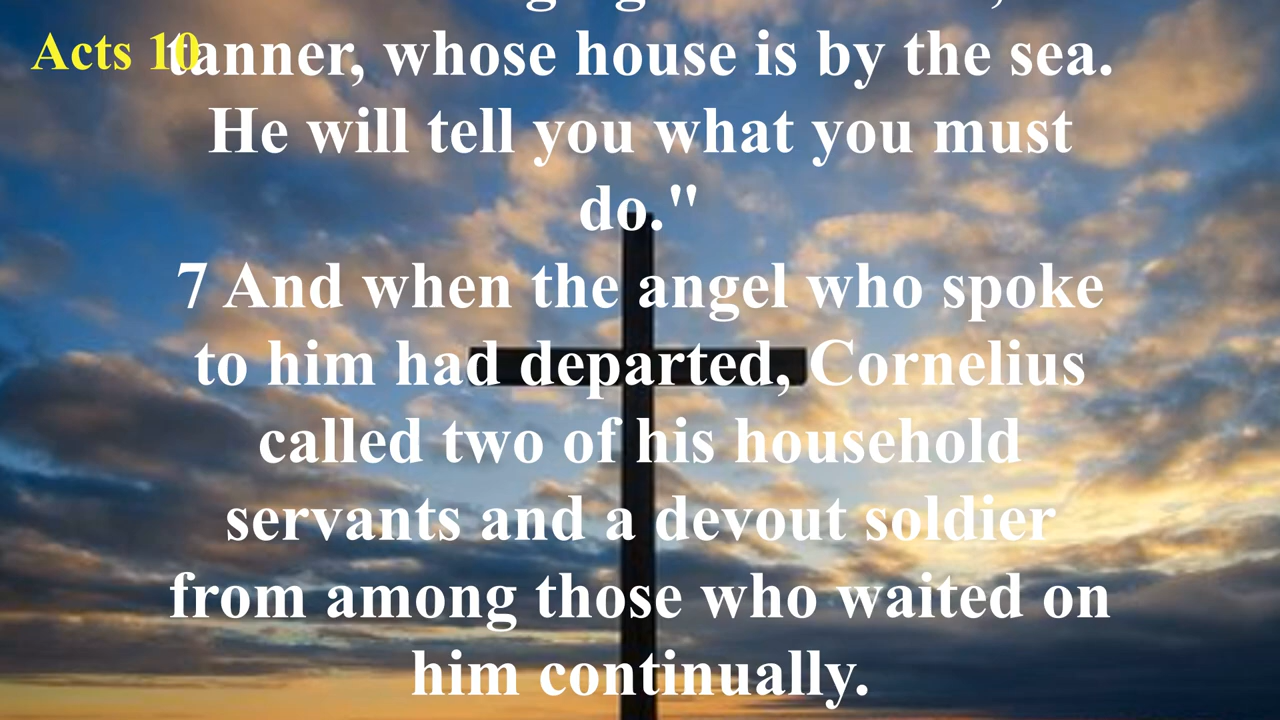 Acts 10
tanner, whose house is by the sea.
He will tell you what you must
do."
7 And when the angel who spoke
to him had departed, Cornelius
called two of his household
servants and a devout soldier
from among those who waited on
him continually.